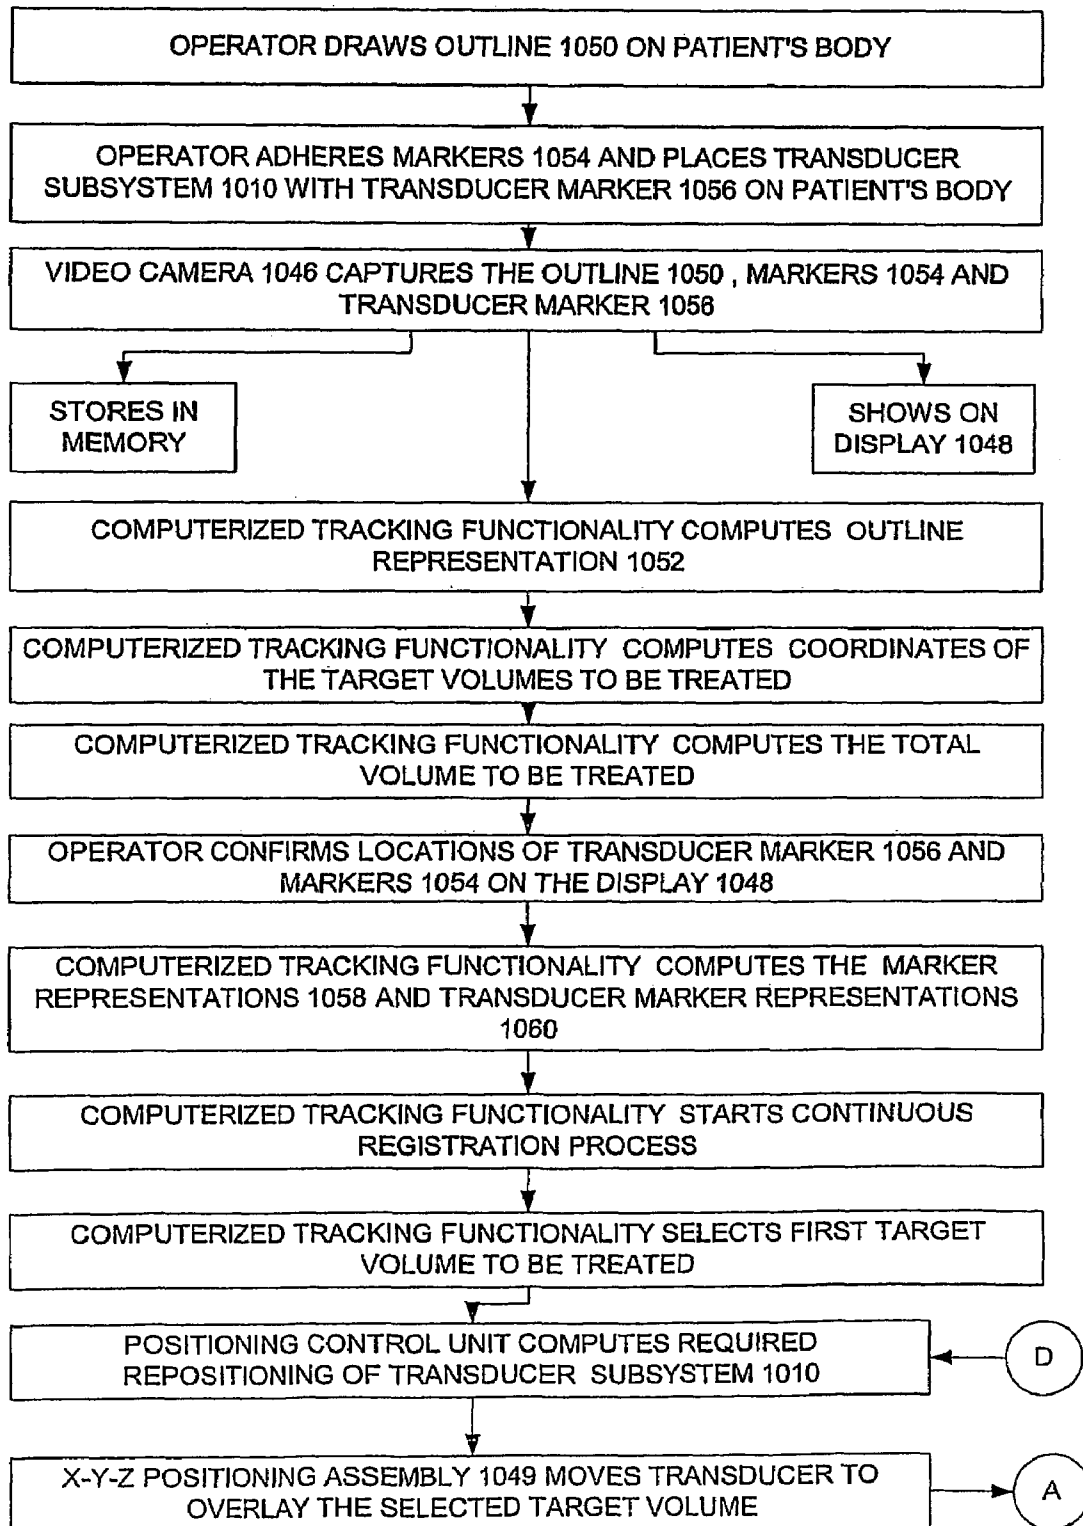 OPERATOR DRAWS OUTLINE 1050 ON PATIENT'S BODY
OPERATOR ADHERES MARKERS 1054 AND PLACES TRANSDUCER
SUBSYSTEM 1010 WITH TRANSDUCER MARKER 1056 ON PATIENT'S BODY
VIDEO CAMERA 1046 CAPTURES THE OUTLINE 1050 , MARKERS 1054 AND
TRANSDUCER MARKER 1056
STORES IN
MEMORY
SHOWS ON
DISPLAY 1048
COMPUTERIZED TRACKING FUNCTIONALITY COMPUTES OUTLINE
REPRESENTATION 1052
COMPUTERIZED TRACKING FUNCTIONALITY COMPUTES COORDINATES OF
THE TARGET VOLUMES TO BE TREATED
COMPUTERIZED TRACKING FUNCTIONALITY COMPUTES THE TOTAL
VOLUME TO BE TREATED
OPERATOR CONFIRMS LOCATIONS OF TRANSDUCER MARKER 1056 AND
MARKERS 1054 ON THE DISPLAY 1048
COMPUTERIZED TRACKING FUNCTIONALITY COMPUTES THE MARKER
REPRESENTATIONS 1058 AND TRANSDUCER MARKER REPRESENTATIONS
1060
COMPUTERIZED TRACKING FUNCTIONALITY STARTS CONTINUOUS
REGISTRATION PROCESS
COMPUTERIZED TRACKING FUNCTIONALITY SELECTS FIRST TARGET
VOLUME TO BE TREATED
POSITIONING CONTROL UNIT COMPUTES REQUIRED
REPOSITIONING OF TRANSDUCER SUBSYSTEM 1010
D
X-Y-Z POSITIONING ASSEMBLY 1049 MOVES TRANSDUCER TO
OVERLAY THE SELECTED TARGET VOLUME
A